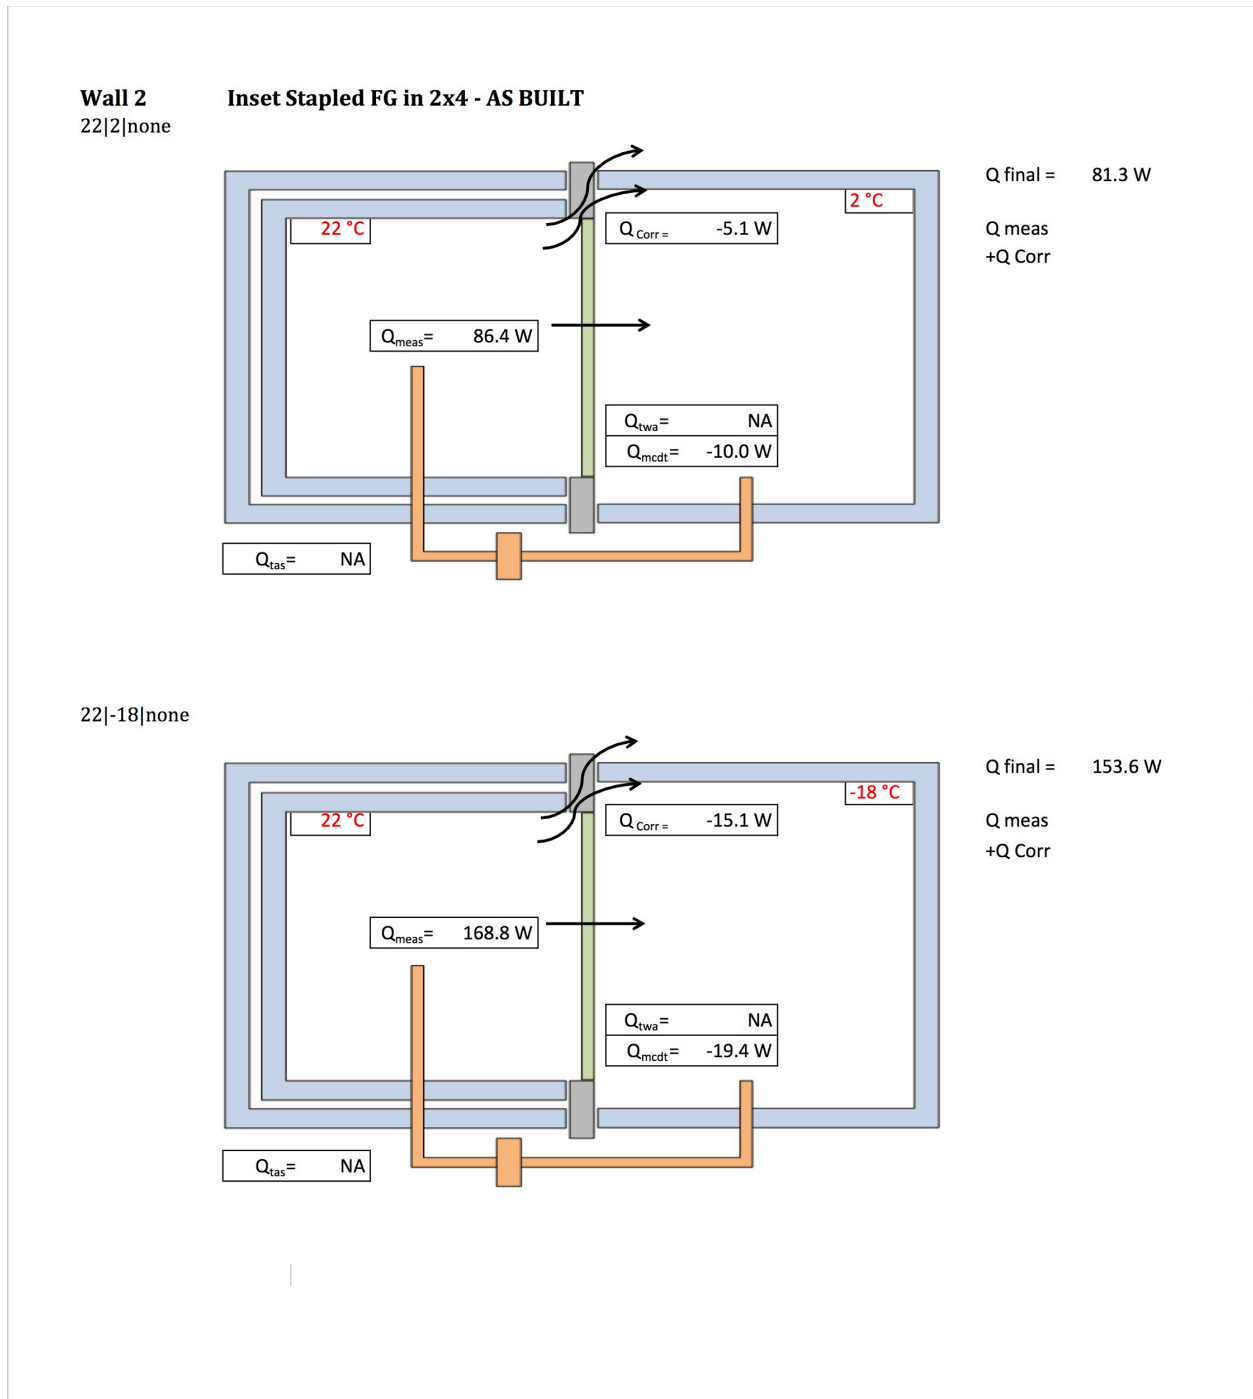 Wall 2 Inset Stapled FG in 2x4 - AS BUILT
22|2|none
Q final = 81.3 W
2 °C
22 °C
Q Corr = -5.1 W
Q meas
+Q Corr
Qmeas= 86.4 W
Qtwa= NA
Qmcdt= -10.0 W
Qtas= NA
22|-18|none
Q final = 153.6 W
-18 °C
22 °C
Q Corr = -15.1 W
Q meas
+Q Corr
Qmeas= 168.8 W
Qtwa= NA
Qmcdt= -19.4 W
Qtas= NA